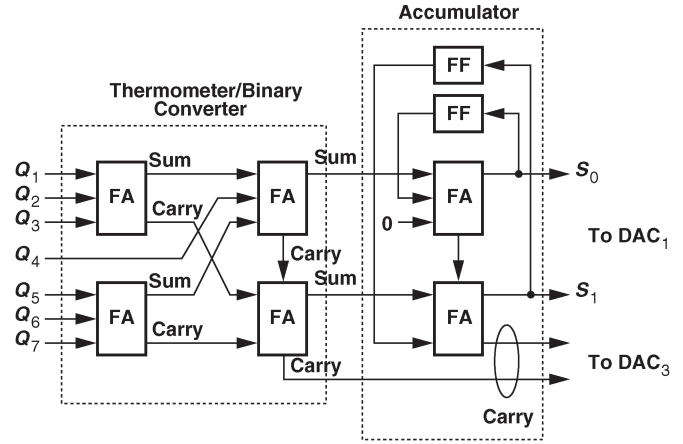 Accumulator
FF
Thermometer/Binary
Converter
FF
Q1
Q2
Q3
FA
Sum
Carry
FA
Sum
FA
0
S0
Q4
Carry
To DAC1
Q5
Q6
Q7
FA
Sum
Carry
FA
Sum
Carry
FA
S1
To DAC3
Carry